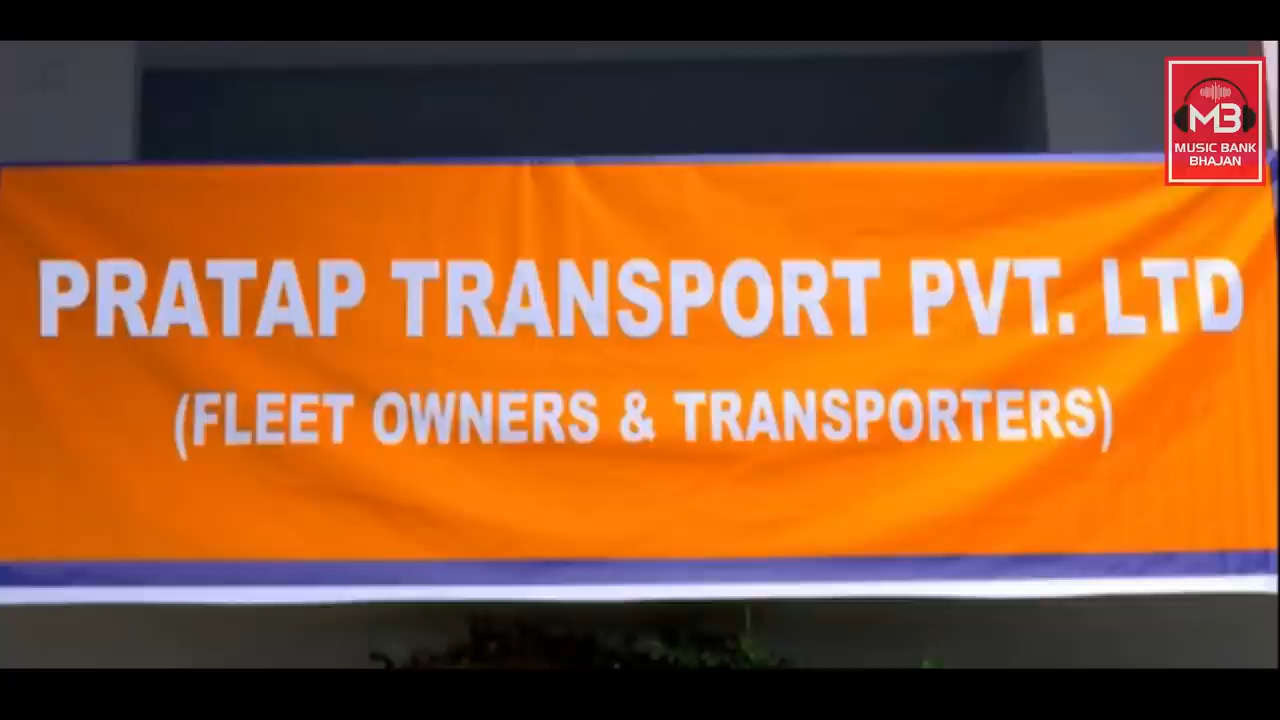 MB
MUSIC BANK
BHAJAN
PRATAP TRANSPORT PVT. LTD
(FLEET OWNERS & TRANSPORTERS)